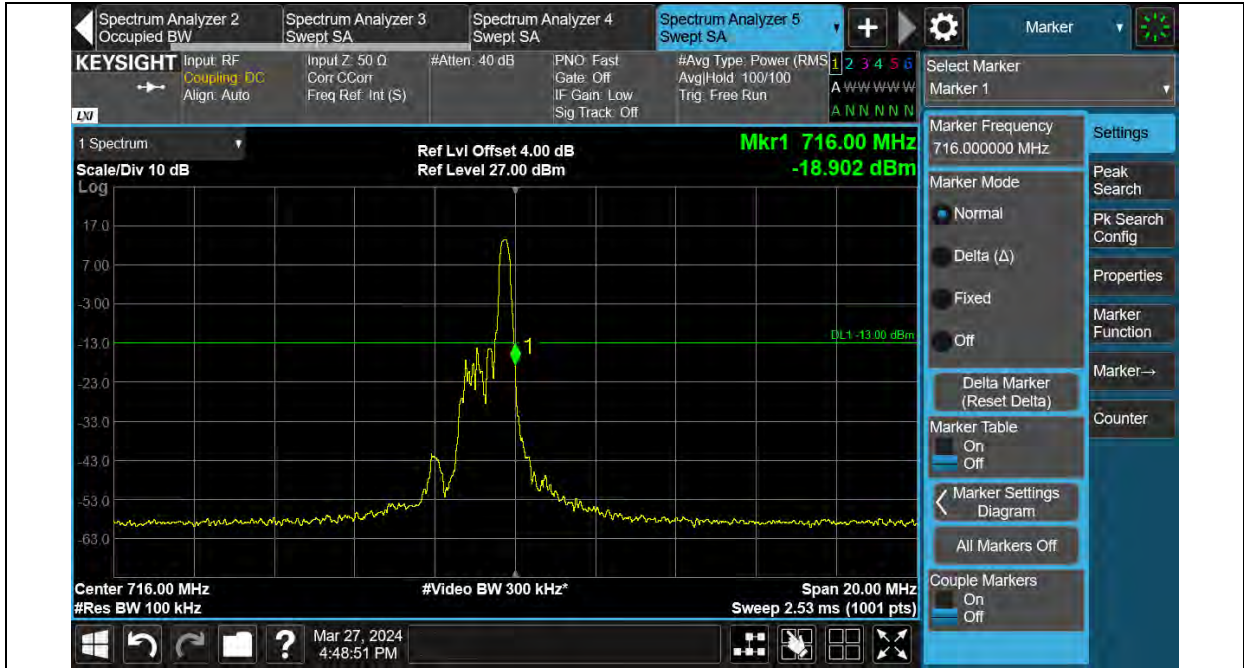 Spectrum Analyzer 2
Occupied BW
Spectrum Analyzer 3
Swept SA
Spectrum Analyzer 4
Swept SA
Spectrum Analyzer 5
Swept SA
Marker
KEYSIGHT
LXI
Input: RF
Coupling: DC
Align: Auto
Input Z: 50 Ω
Corr CCorr
Freq Ref: Int (S)
#Atten: 40 dB
PNO: Fast
Gate: Off
IF Gain: Low
Sig Track: Off
#Avg Type: Power (RMS
Avg|Hold: 100/100
Trig: Free Run
1 2 3 4 5 6
A W W W W W
A N N N N N
Select Marker
Marker 1
1 Spectrum
Scale/Div 10 dB
Ref Lvl Offset 4.00 dB
Ref Level 27.00 dBm
Mkr1 716.00 MHz
-18.902 dBm
Log
17.0
7.00
-3.00
-13.0
-23.0
-33.0
-43.0
-53.0
-63.0
DL1 -13.00 dBm
1
Center 716.00 MHz
#Res BW 100 kHz
#Video BW 300 kHz*
Span 20.00 MHz
Sweep 2.53 ms (1001 pts)
Marker Frequency
716.000000 MHz
Marker Mode
Normal
Delta (Δ)
Fixed
Off
Delta Marker
(Reset Delta)
Marker Table
On
Off
Marker Settings
Diagram
All Markers Off
Couple Markers
On
Off
Settings
Peak
Search
Pk Search
Config
Properties
Marker
Function
Marker→
Counter
?
Mar 27, 2024
4:48:51 PM